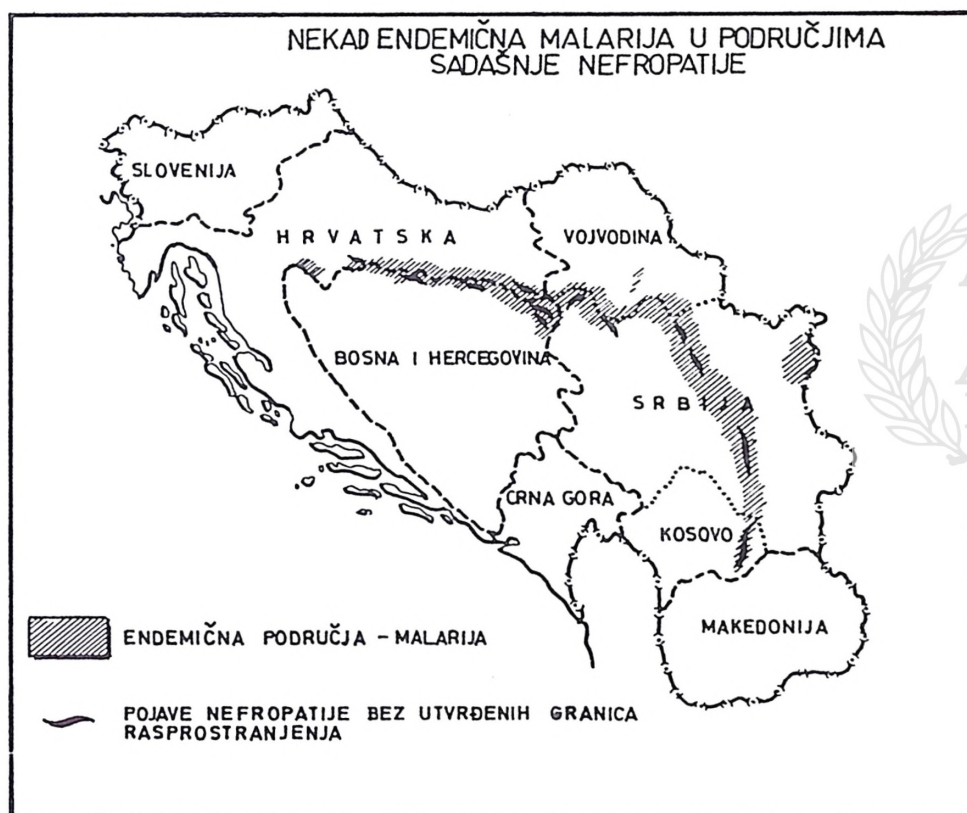 NEKAD ENDEMIČNA MALARIJA U PODRUČJIMA
SADAŠNJE NEFROPATIJE
SLOVENIJA
HRVATSKA
VOJVODINA
BOSNA I HERCEGOVINA
SRBIJA
CRNA GORA
KOSOVO
MAKEDONIJA
ENDEMIČNA PODRUČJA – MALARIJA
POJAVE NEFROPATIJE BEZ UTVRĐENIH GRANICA
RASPROSTRANJENJA